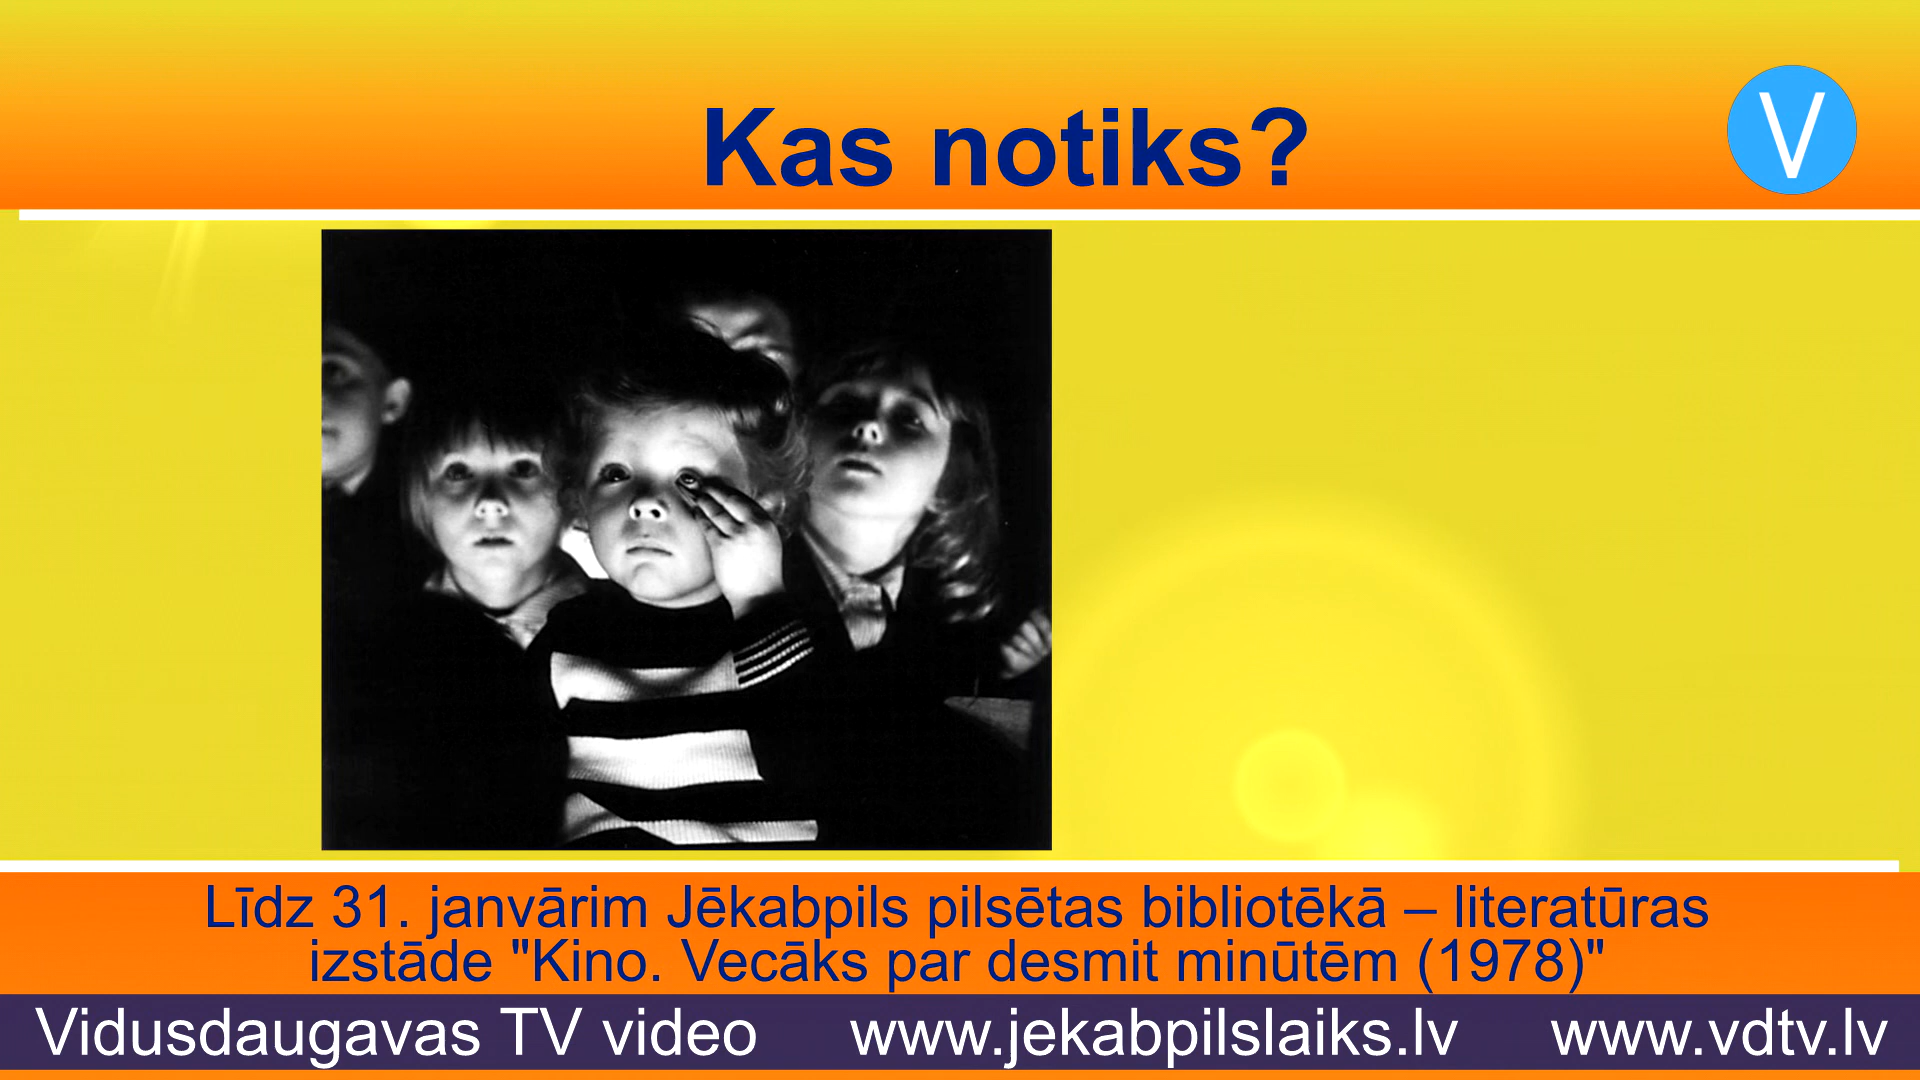 Kas notiks?
V
Līdz 31. janvārim Jēkabpils pilsētas bibliotēkā – literatūras
izstāde "Kino. Vecāks par desmit minūtēm (1978)"
Vidusdaugavas TV video www.jekabpilslaiks.lv www.vdtv.lv